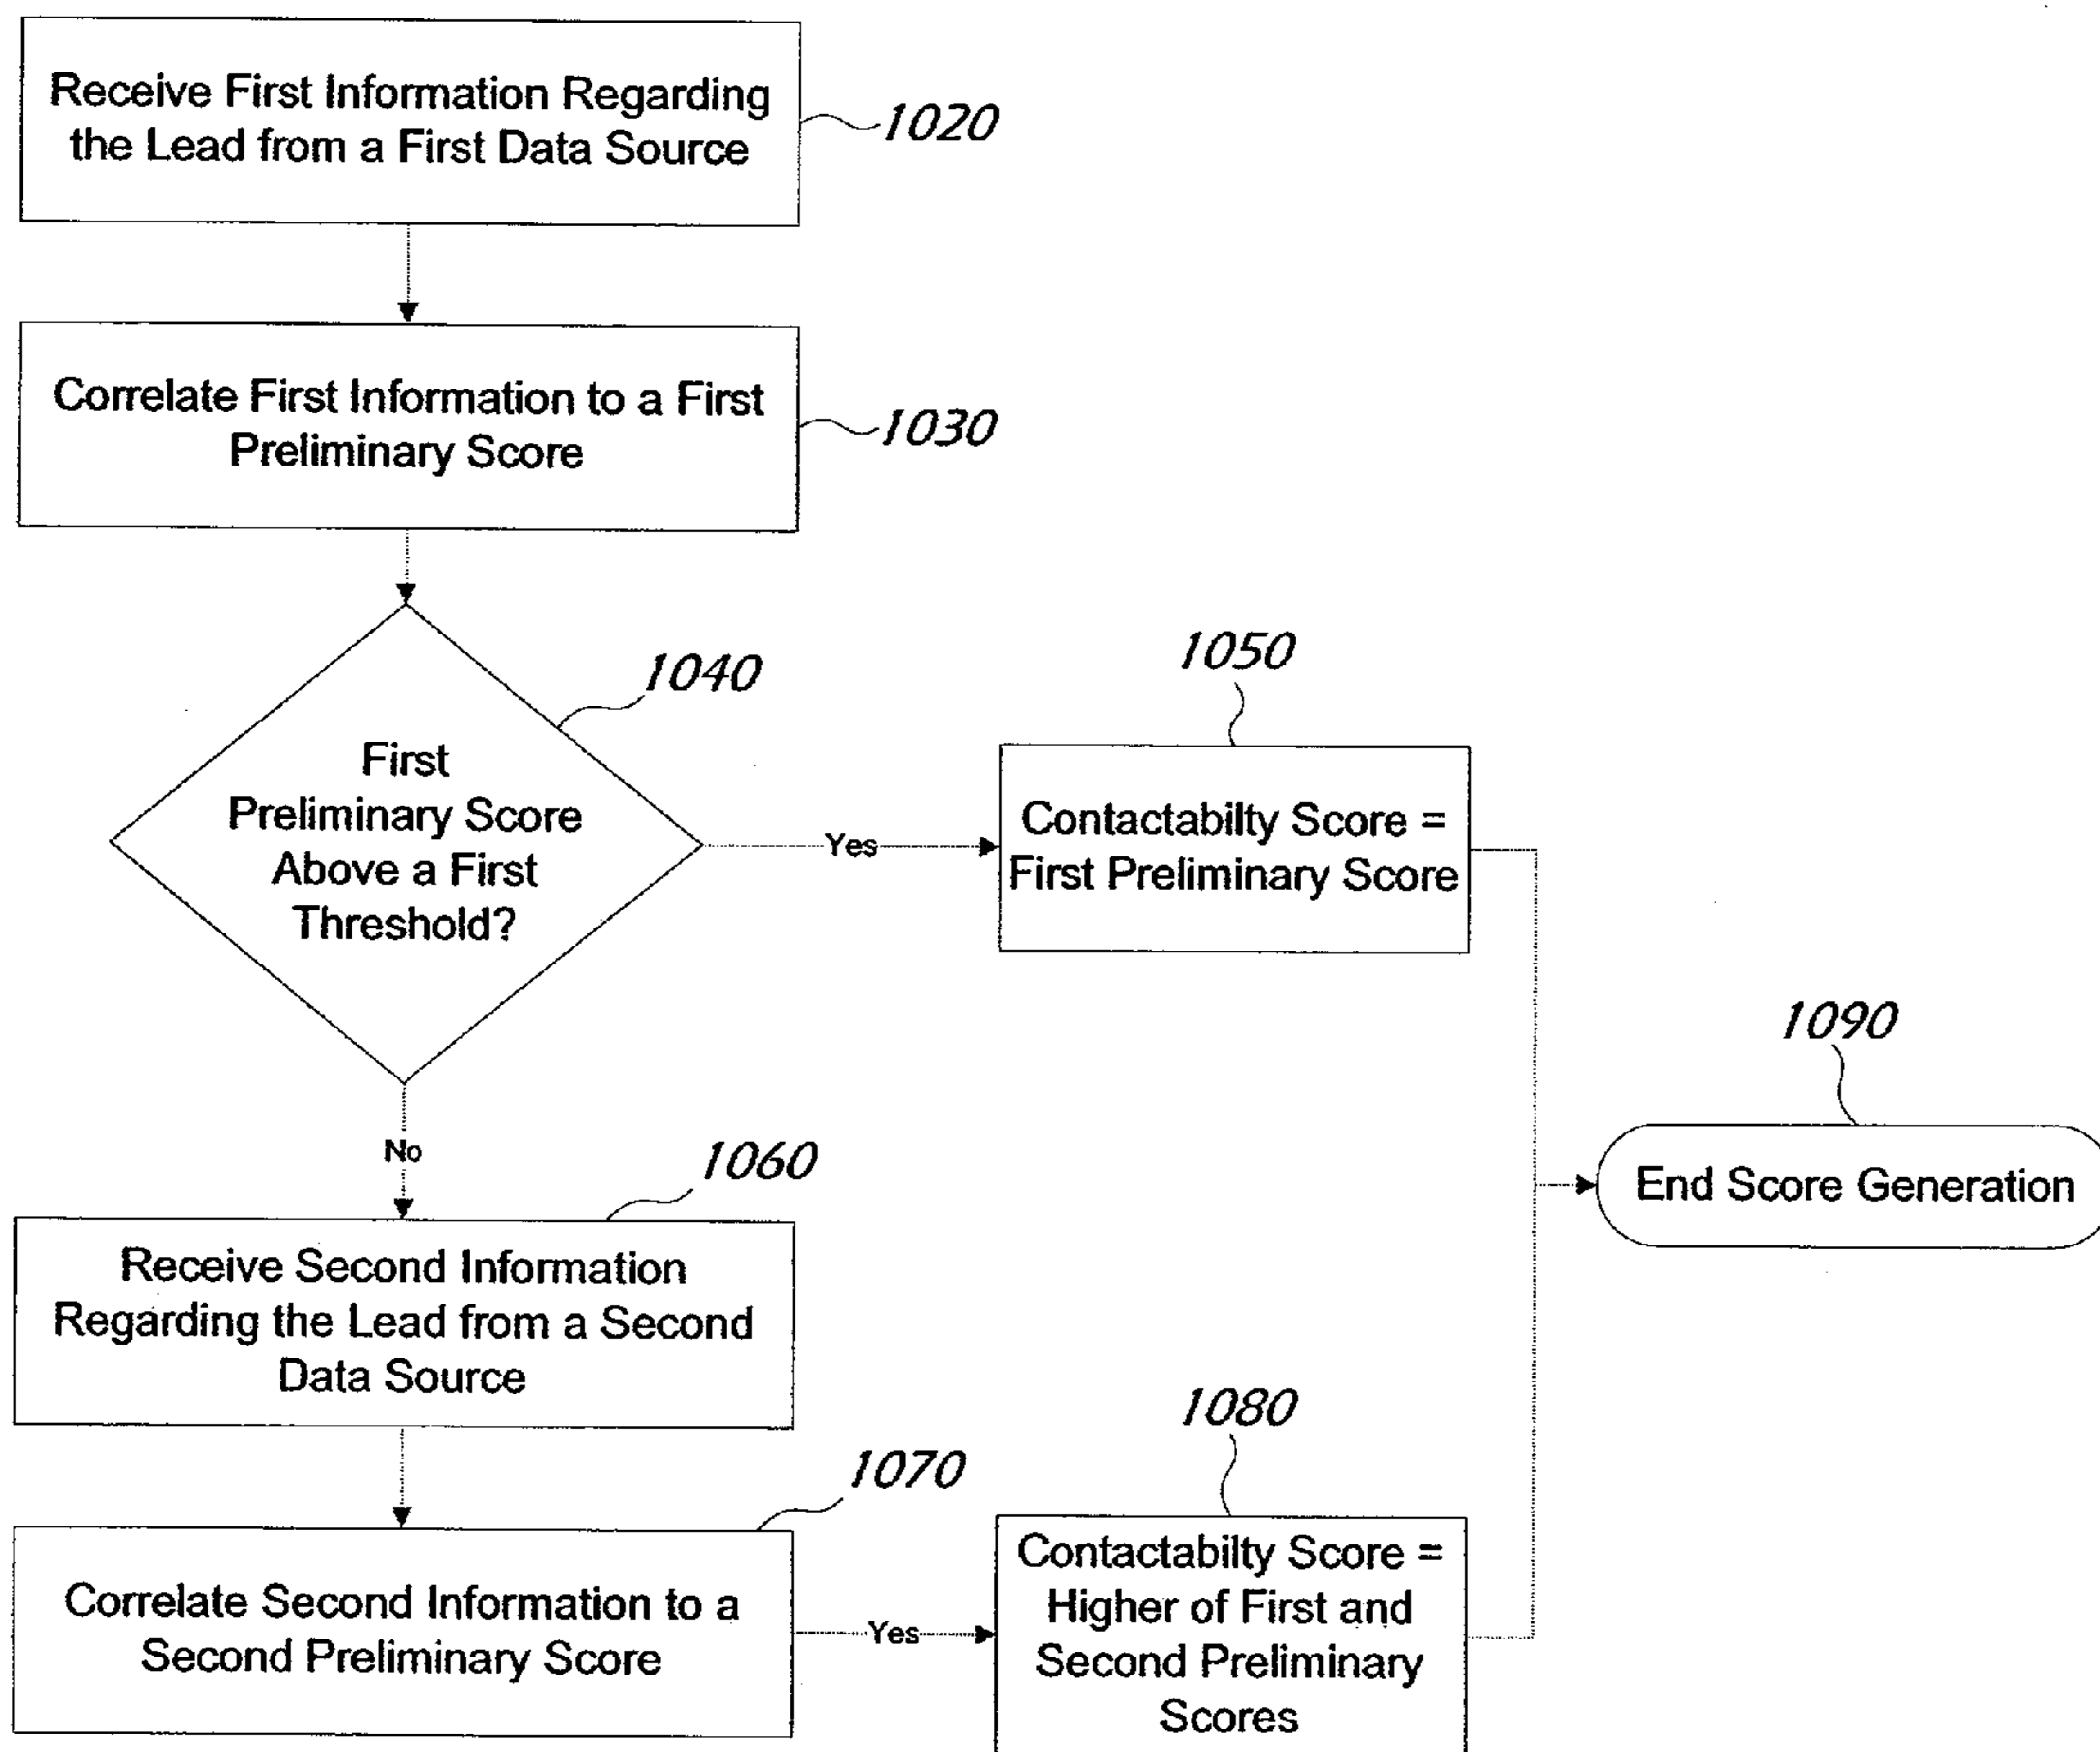 Receive First Information Regarding
the Lead from a First Data Source
1020
Correlate First Information to a First
Preliminary Score
1030
1040
First
Preliminary Score
Above a First
Threshold?
Yes
1050
Contactabilty Score =
First Preliminary Score
1090
End Score Generation
No
1060
Receive Second Information
Regarding the Lead from a Second
Data Source
1070
Correlate Second Information to a
Second Preliminary Score
Yes
1080
Contactabilty Score =
Higher of First and
Second Preliminary
Scores